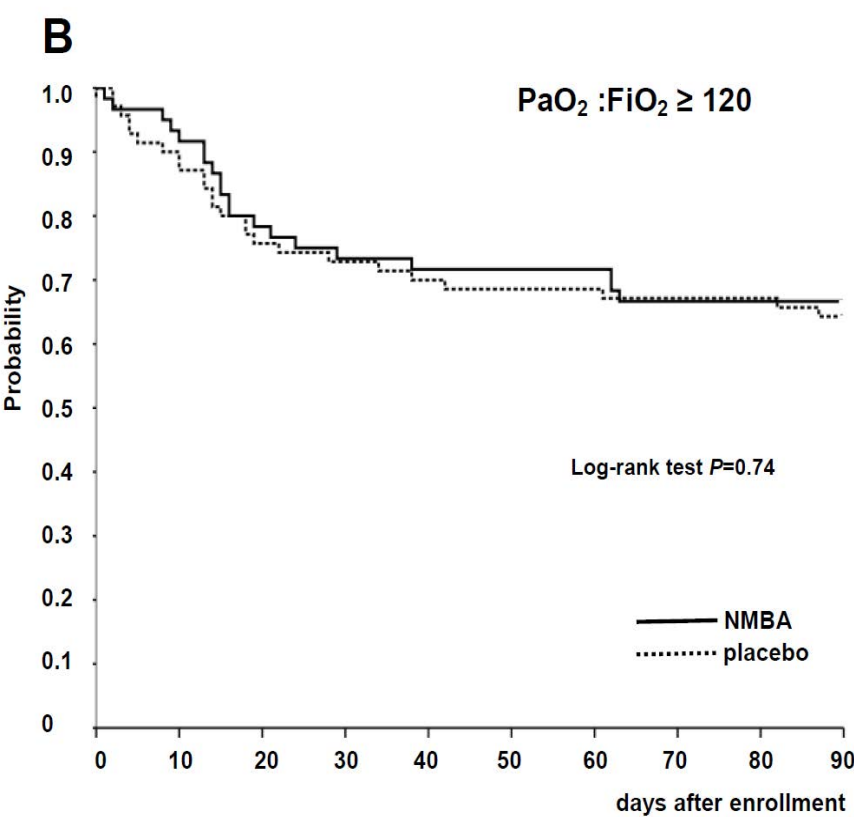 B
PaO₂ :FiO₂ ≥ 120
1.0
0.9
0.8
0.7
0.6
0.5
0.4
0.3
0.2
0.1
0
Probability
Log-rank test P=0.74
NMBA
placebo
0 10 20 30 40 50 60 70 80 90
days after enrollment